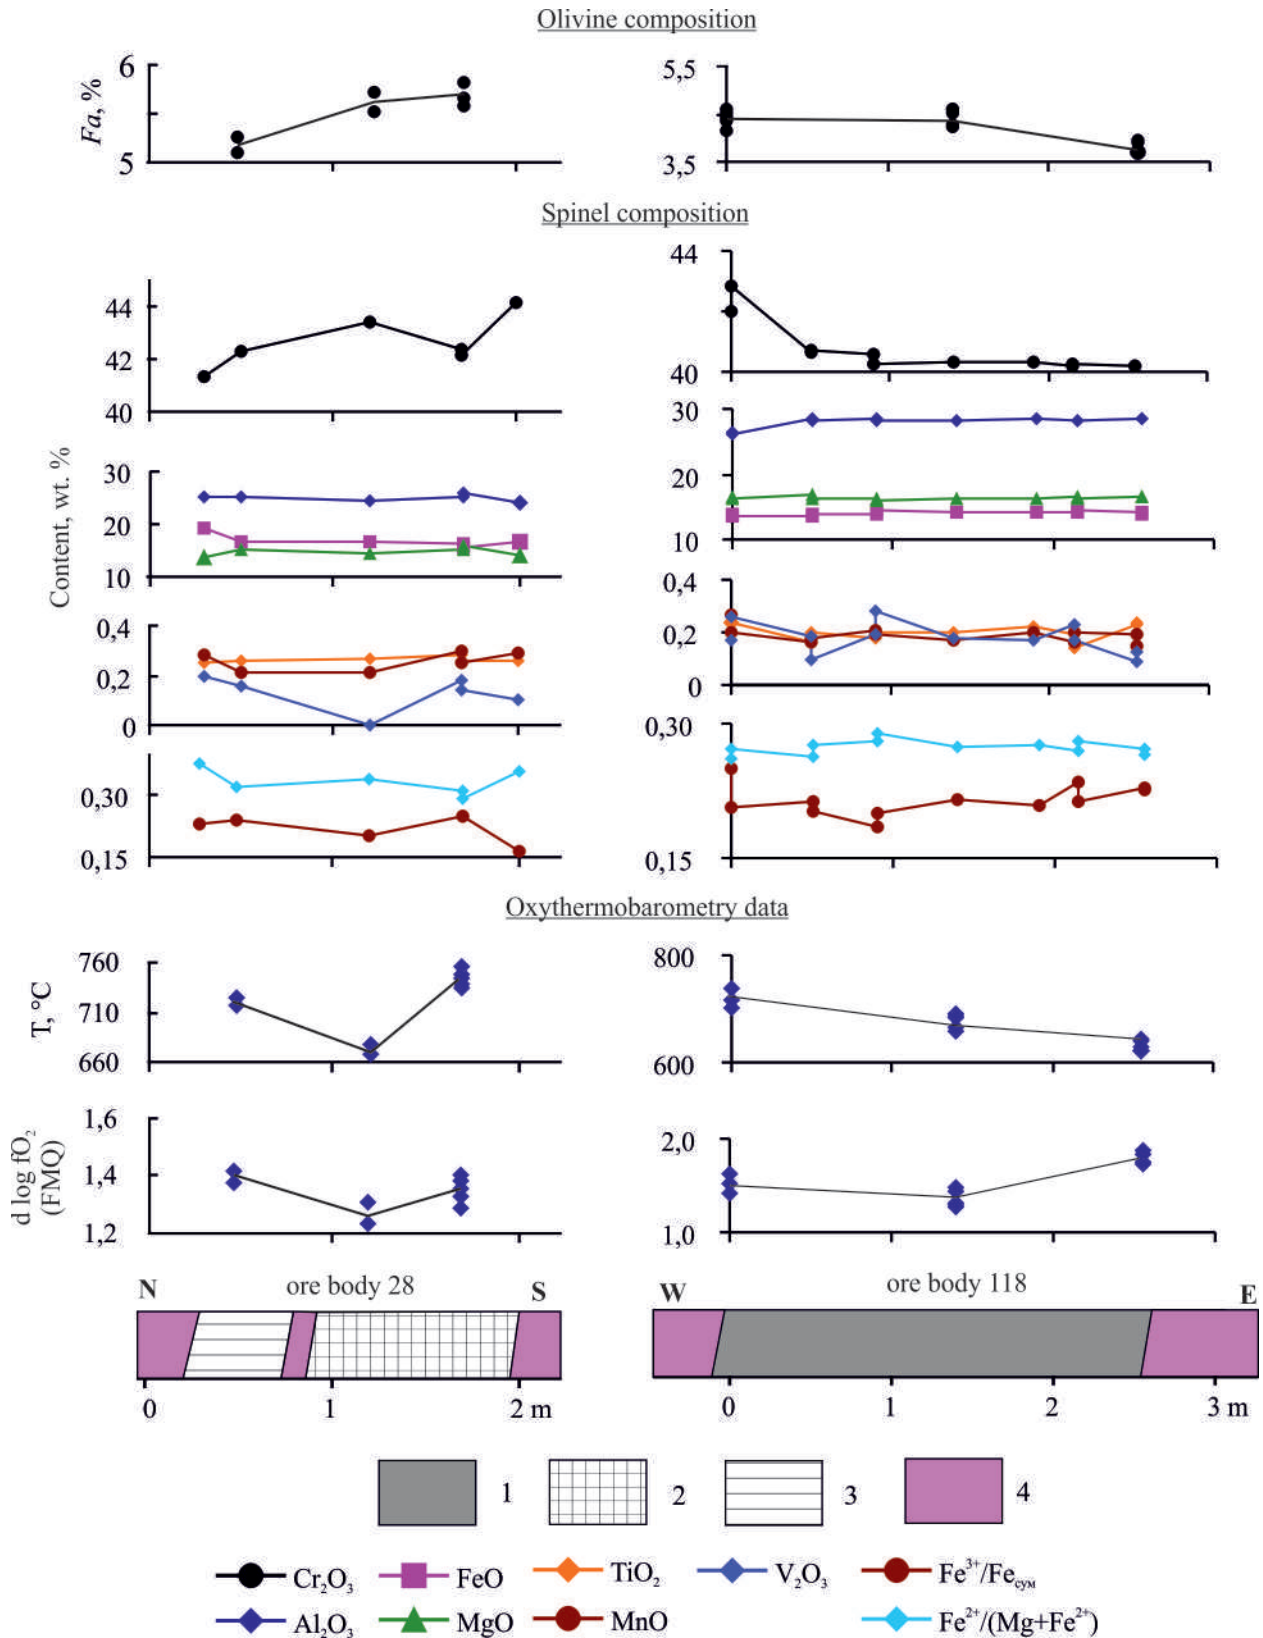 Olivine composition
Fa, %
6
5
5,5
3,5
Spinel composition
Content, wt. %
44
42
40
44
40
30
20
10
30
20
10
0,4
0,2
0
0,4
0,2
0
0,30
0,15
0,30
0,15
Oxythermobarometry data
T, °C
760
710
660
800
600
d log fO₂
(FMQ)
1,6
1,4
1,2
2,0
1,0
N ore body 28 S
W ore body 118 E
0 1 2 m
0 1 2 3 m
1 2 3 4
Cr₂O₃ FeO TiO₂ V₂O₃ Fe³⁺/Feсум
Al₂O₃ MgO MnO Fe²⁺/(Mg+Fe²⁺)